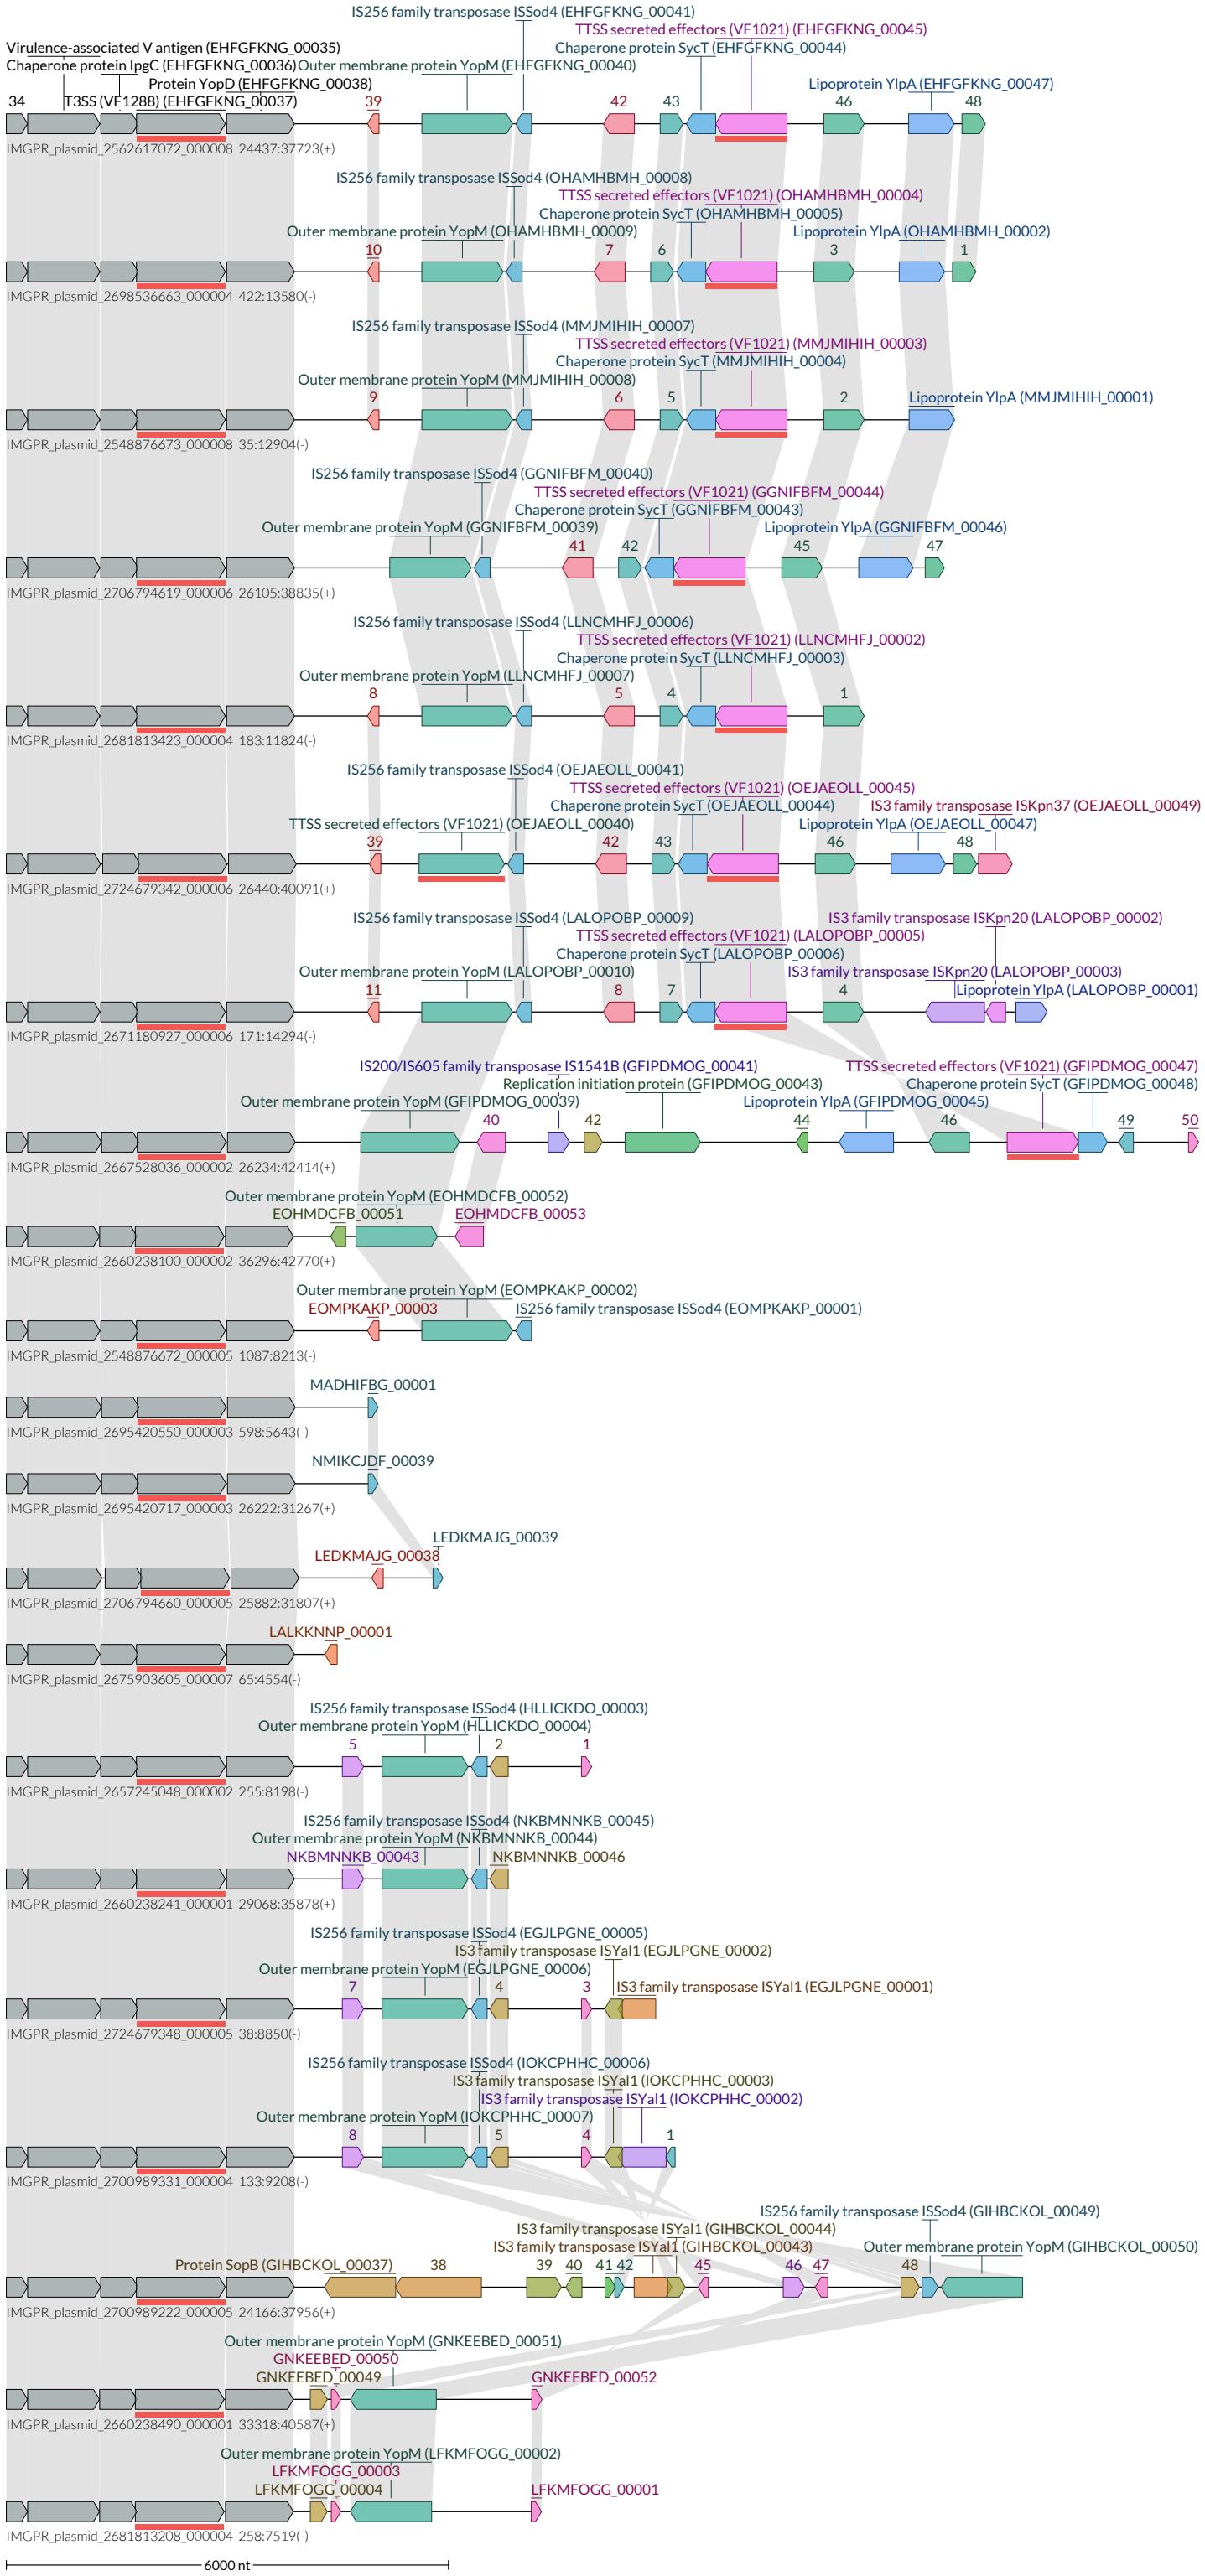 IS256 family transposase ISSod4 (EHFGFKNG_00041)
TTSS secreted effectors (VF1021) (EHFGFKNG_00045)
Virulence-associated V antigen (EHFGFKNG_00035) Chaperone protein SycT (EHFGFKNG_00044)
Chaperone protein IpgC (EHFGFKNG_00036) Outer membrane protein YopM (EHFGFKNG_00040)
Protein YopD (EHFGFKNG_00038) Lipoprotein YlpA (EHFGFKNG_00047)
34 T3SS (VF1288) (EHFGFKNG_00037) 39 42 43 46 48
IMGPR_plasmid_2562617072_000008 24437:37723(+)
IS256 family transposase ISSod4 (OHAMHBMH_00008)
TTSS secreted effectors (VF1021) (OHAMHBMH_00004)
Chaperone protein SycT (OHAMHBMH_00005)
Outer membrane protein YopM (OHAMHBMH_00009) Lipoprotein YlpA (OHAMHBMH_00002)
10 7 6 3 1
IMGPR_plasmid_2698536663_000004 422:13580(-)
IS256 family transposase ISSod4 (MMJMIHIH_00007)
TTSS secreted effectors (VF1021) (MMJMIHIH_00003)
Chaperone protein SycT (MMJMIHIH_00004)
Outer membrane protein YopM (MMJMIHIH_00008)
9 6 5 2 Lipoprotein YlpA (MMJMIHIH_00001)
IMGPR_plasmid_2548876673_000008 35:12904(-)
IS256 family transposase ISSod4 (GGNIFBFM_00040)
TTSS secreted effectors (VF1021) (GGNIFBFM_00044)
Chaperone protein SycT (GGNIFBFM_00043)
Outer membrane protein YopM (GGNIFBFM_00039) Lipoprotein YlpA (GGNIFBFM_00046)
41 42 45 47
IMGPR_plasmid_2706794619_000006 26105:38835(+)
IS256 family transposase ISSod4 (LLNCMHFJ_00006)
TTSS secreted effectors (VF1021) (LLNCMHFJ_00002)
Chaperone protein SycT (LLNCMHFJ_00003)
Outer membrane protein YopM (LLNCMHFJ_00007)
8 5 4 1
IMGPR_plasmid_2681813423_000004 183:11824(-)
IS256 family transposase ISSod4 (OEJAEOLL_00041)
TTSS secreted effectors (VF1021) (OEJAEOLL_00045)
Chaperone protein SycT (OEJAEOLL_00044) IS3 family transposase ISKpn37 (OEJAEOLL_00049)
TTSS secreted effectors (VF1021) (OEJAEOLL_00040) Lipoprotein YlpA (OEJAEOLL_00047)
39 42 43 46 48
IMGPR_plasmid_2724679342_000006 26440:40091(+)
IS256 family transposase ISSod4 (LALOPOBP_00009) IS3 family transposase ISKpn20 (LALOPOBP_00002)
TTSS secreted effectors (VF1021) (LALOPOBP_00005)
Chaperone protein SycT (LALOPOBP_00006)
Outer membrane protein YopM (LALOPOBP_00010) IS3 family transposase ISKpn20 (LALOPOBP_00003)
11 8 7 4 Lipoprotein YlpA (LALOPOBP_00001)
IMGPR_plasmid_2671180927_000006 171:14294(-)
IS200/IS605 family transposase IS1541B (GFIPDMOG_00041) TTSS secreted effectors (VF1021) (GFIPDMOG_00047)
Replication initiation protein (GFIPDMOG_00043) Chaperone protein SycT (GFIPDMOG_00048)
Outer membrane protein YopM (GFIPDMOG_00039) Lipoprotein YlpA (GFIPDMOG_00045)
40 42 44 46 49 50
IMGPR_plasmid_2667528036_000002 26234:42414(+)
Outer membrane protein YopM (EOHMDCFB_00052)
EOHMDCFB_00051 EOHMDCFB_00053
IMGPR_plasmid_2660238100_000002 36296:42770(+)
Outer membrane protein YopM (EOMPKAKP_00002)
EOMPKAKP_00003 IS256 family transposase ISSod4 (EOMPKAKP_00001)
IMGPR_plasmid_2548876672_000005 1087:8213(-)
MADHIFBG_00001
IMGPR_plasmid_2695420550_000003 598:5643(-)
NMIKCJDF_00039
IMGPR_plasmid_2695420717_000003 26222:31267(+)
LEDKMAJG_00039
LEDKMAJG_00038
IMGPR_plasmid_2706794660_000005 25882:31807(+)
LALKKNNP_00001
IMGPR_plasmid_2675903605_000007 65:4554(-)
IS256 family transposase ISSod4 (HLLICKDO_00003)
Outer membrane protein YopM (HLLICKDO_00004)
5 2 1
IMGPR_plasmid_2657245048_000002 255:8198(-)
IS256 family transposase ISSod4 (NKBMNNKB_00045)
Outer membrane protein YopM (NKBMNNKB_00044)
NKBMNNKB_00043 NKBMNNKB_00046
IMGPR_plasmid_2660238241_000001 29068:35878(+)
IS256 family transposase ISSod4 (EGJLPGNE_00005)
IS3 family transposase ISYal1 (EGJLPGNE_00002)
Outer membrane protein YopM (EGJLPGNE_00006)
7 4 3 IS3 family transposase ISYal1 (EGJLPGNE_00001)
IMGPR_plasmid_2724679348_000005 38:8850(-)
IS256 family transposase ISSod4 (IOKCPHHC_00006)
IS3 family transposase ISYal1 (IOKCPHHC_00003)
IS3 family transposase ISYal1 (IOKCPHHC_00002)
Outer membrane protein YopM (IOKCPHHC_00007)
8 5 4 1
IMGPR_plasmid_2700989331_000004 133:9208(-)
IS256 family transposase ISSod4 (GIHBCKOL_00049)
IS3 family transposase ISYal1 (GIHBCKOL_00044)
IS3 family transposase ISYal1 (GIHBCKOL_00043) Outer membrane protein YopM (GIHBCKOL_00050)
Protein SopB (GIHBCKOL_00037) 38 39 40 41 42 45 46 47 48
IMGPR_plasmid_2700989222_000005 24166:37956(+)
Outer membrane protein YopM (GNKEEBED_00051)
GNKEEBED_00050
GNKEEBED_00049 GNKEEBED_00052
IMGPR_plasmid_2660238490_000001 33318:40587(+)
Outer membrane protein YopM (LFKMFOGG_00002)
LFKMFOGG_00003
LFKMFOGG_00004 LFKMFOGG_00001
IMGPR_plasmid_2681813208_000004 258:7519(-)
6000 nt